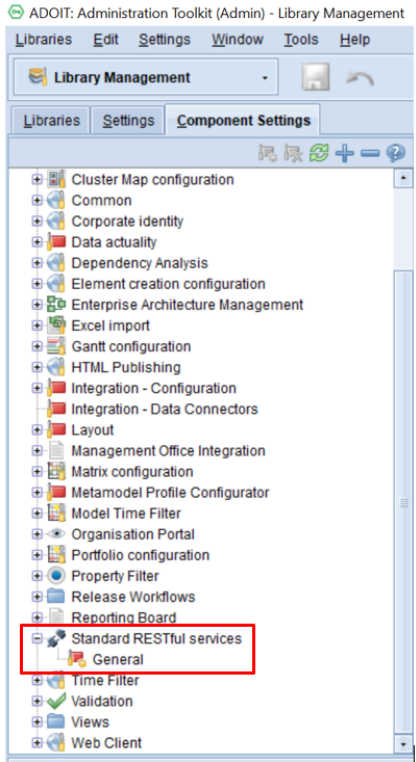 ADOIT: Administration Toolkit (Admin) - Library Management
Libraries Edit Settings Window Tools Help
Library Management
Libraries Settings Component Settings
Cluster Map configuration
Common
Corporate identity
Data actuality
Dependency Analysis
Element creation configuration
Enterprise Architecture Management
Excel import
Gantt configuration
HTML Publishing
Integration - Configuration
Integration - Data Connectors
Layout
Management Office Integration
Matrix configuration
Metamodel Profile Configurator
Model Time Filter
Organisation Portal
Portfolio configuration
Property Filter
Release Workflows
Reporting Board
Standard RESTful services
General
Time Filter
Validation
Views
Web Client